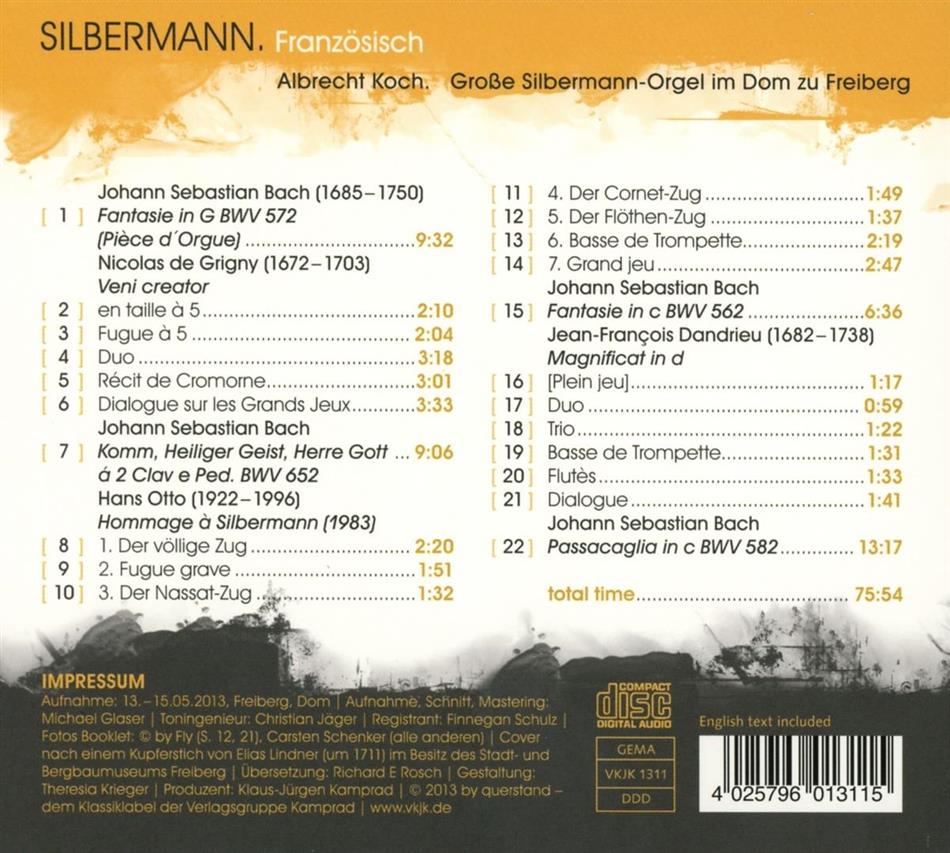 SILBERMANN. Französisch
Albrecht Koch. Große Silbermann-Orgel im Dom zu Freiberg
Johann Sebastian Bach (1685–1750)
[ 1 ] Fantasie in G BWV 572
(Pièce d´Orgue) ........................... 9:32
Nicolas de Grigny (1672–1703)
Veni creator
[ 2 ] en taille à 5 ................................... 2:10
[ 3 ] Fugue à 5 ..................................... 2:04
[ 4 ] Duo ............................................. 3:18
[ 5 ] Récit de Cromorne ......................... 3:01
[ 6 ] Dialogue sur les Grands Jeux ........... 3:33
Johann Sebastian Bach
[ 7 ] Komm, Heiliger Geist, Herre Gott ... 9:06
á 2 Clav e Ped. BWV 652
Hans Otto (1922–1996)
Hommage à Silbermann (1983)
[ 8 ] 1. Der völlige Zug .......................... 2:20
[ 9 ] 2. Fugue grave .............................. 1:51
[ 10 ] 3. Der Nassat-Zug .......................... 1:32
[ 11 ] 4. Der Cornet-Zug .......................... 1:49
[ 12 ] 5. Der Flöthen-Zug .......................... 1:37
[ 13 ] 6. Basse de Trompette ..................... 2:19
[ 14 ] 7. Grand jeu ................................. 2:47
Johann Sebastian Bach
[ 15 ] Fantasie in c BWV 562 ................... 6:36
Jean-François Dandrieu (1682–1738)
Magnificat in d
[ 16 ] [Plein jeu] ..................................... 1:17
[ 17 ] Duo ............................................. 0:59
[ 18 ] Trio .............................................. 1:22
[ 19 ] Basse de Trompette ....................... 1:31
[ 20 ] Flutès ........................................... 1:33
[ 21 ] Dialogue ...................................... 1:41
Johann Sebastian Bach
[ 22 ] Passacaglia in c BWV 582 ............ 13:17
total time ................................. 75:54
IMPRESSUM
Aufnahme: 13. – 15.05.2013, Freiberg, Dom | Aufnahme, Schnitt, Mastering:
Michael Glaser | Toningenieur: Christian Jäger | Registrant: Finnegan Schulz |
Fotos Booklet: © by Fly (S. 12, 21), Carsten Schenker (alle anderen) | Cover
nach einem Kupferstich von Elias Lindner (um 1711) im Besitz des Stadt- und
Bergbaumuseums Freiberg | Übersetzung: Richard E Rosch | Gestaltung:
Theresia Krieger | Produzent: Klaus-Jürgen Kamprad | © 2013 by querstand –
dem Klassiklabel der Verlagsgruppe Kamprad | www.vkjk.de
COMPACT
disc
DIGITAL AUDIO
GEMA
VKJK 1311
DDD
English text included
4 025796 013115